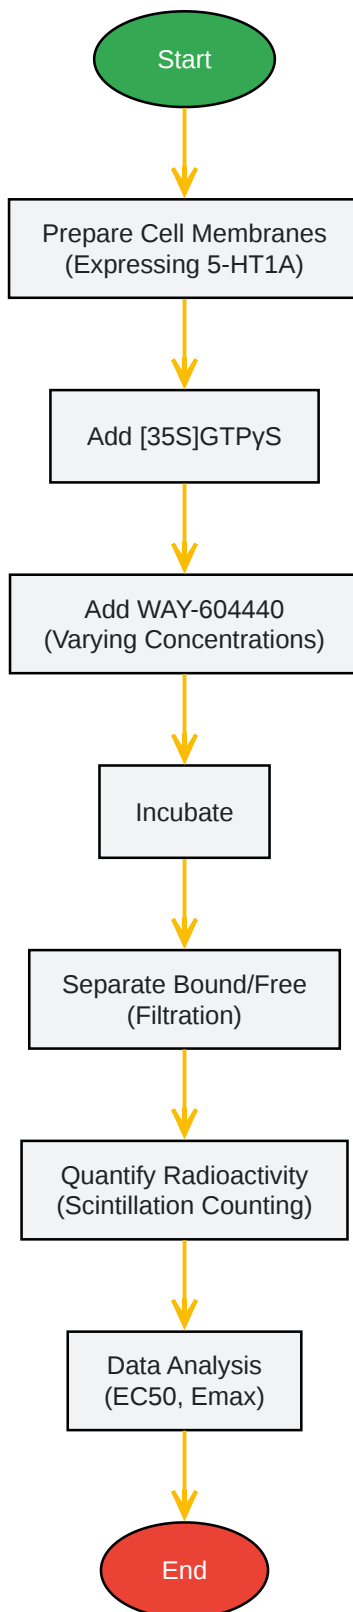 Start
Prepare Cell Membranes
(Expressing 5-HT1A)
Add [35S]GTPγS
Add WAY-604440
(Varying Concentrations)
Incubate
Separate Bound/Free
(Filtration)
Quantify Radioactivity
(Scintillation Counting)
Data Analysis
(EC50, Emax)
End